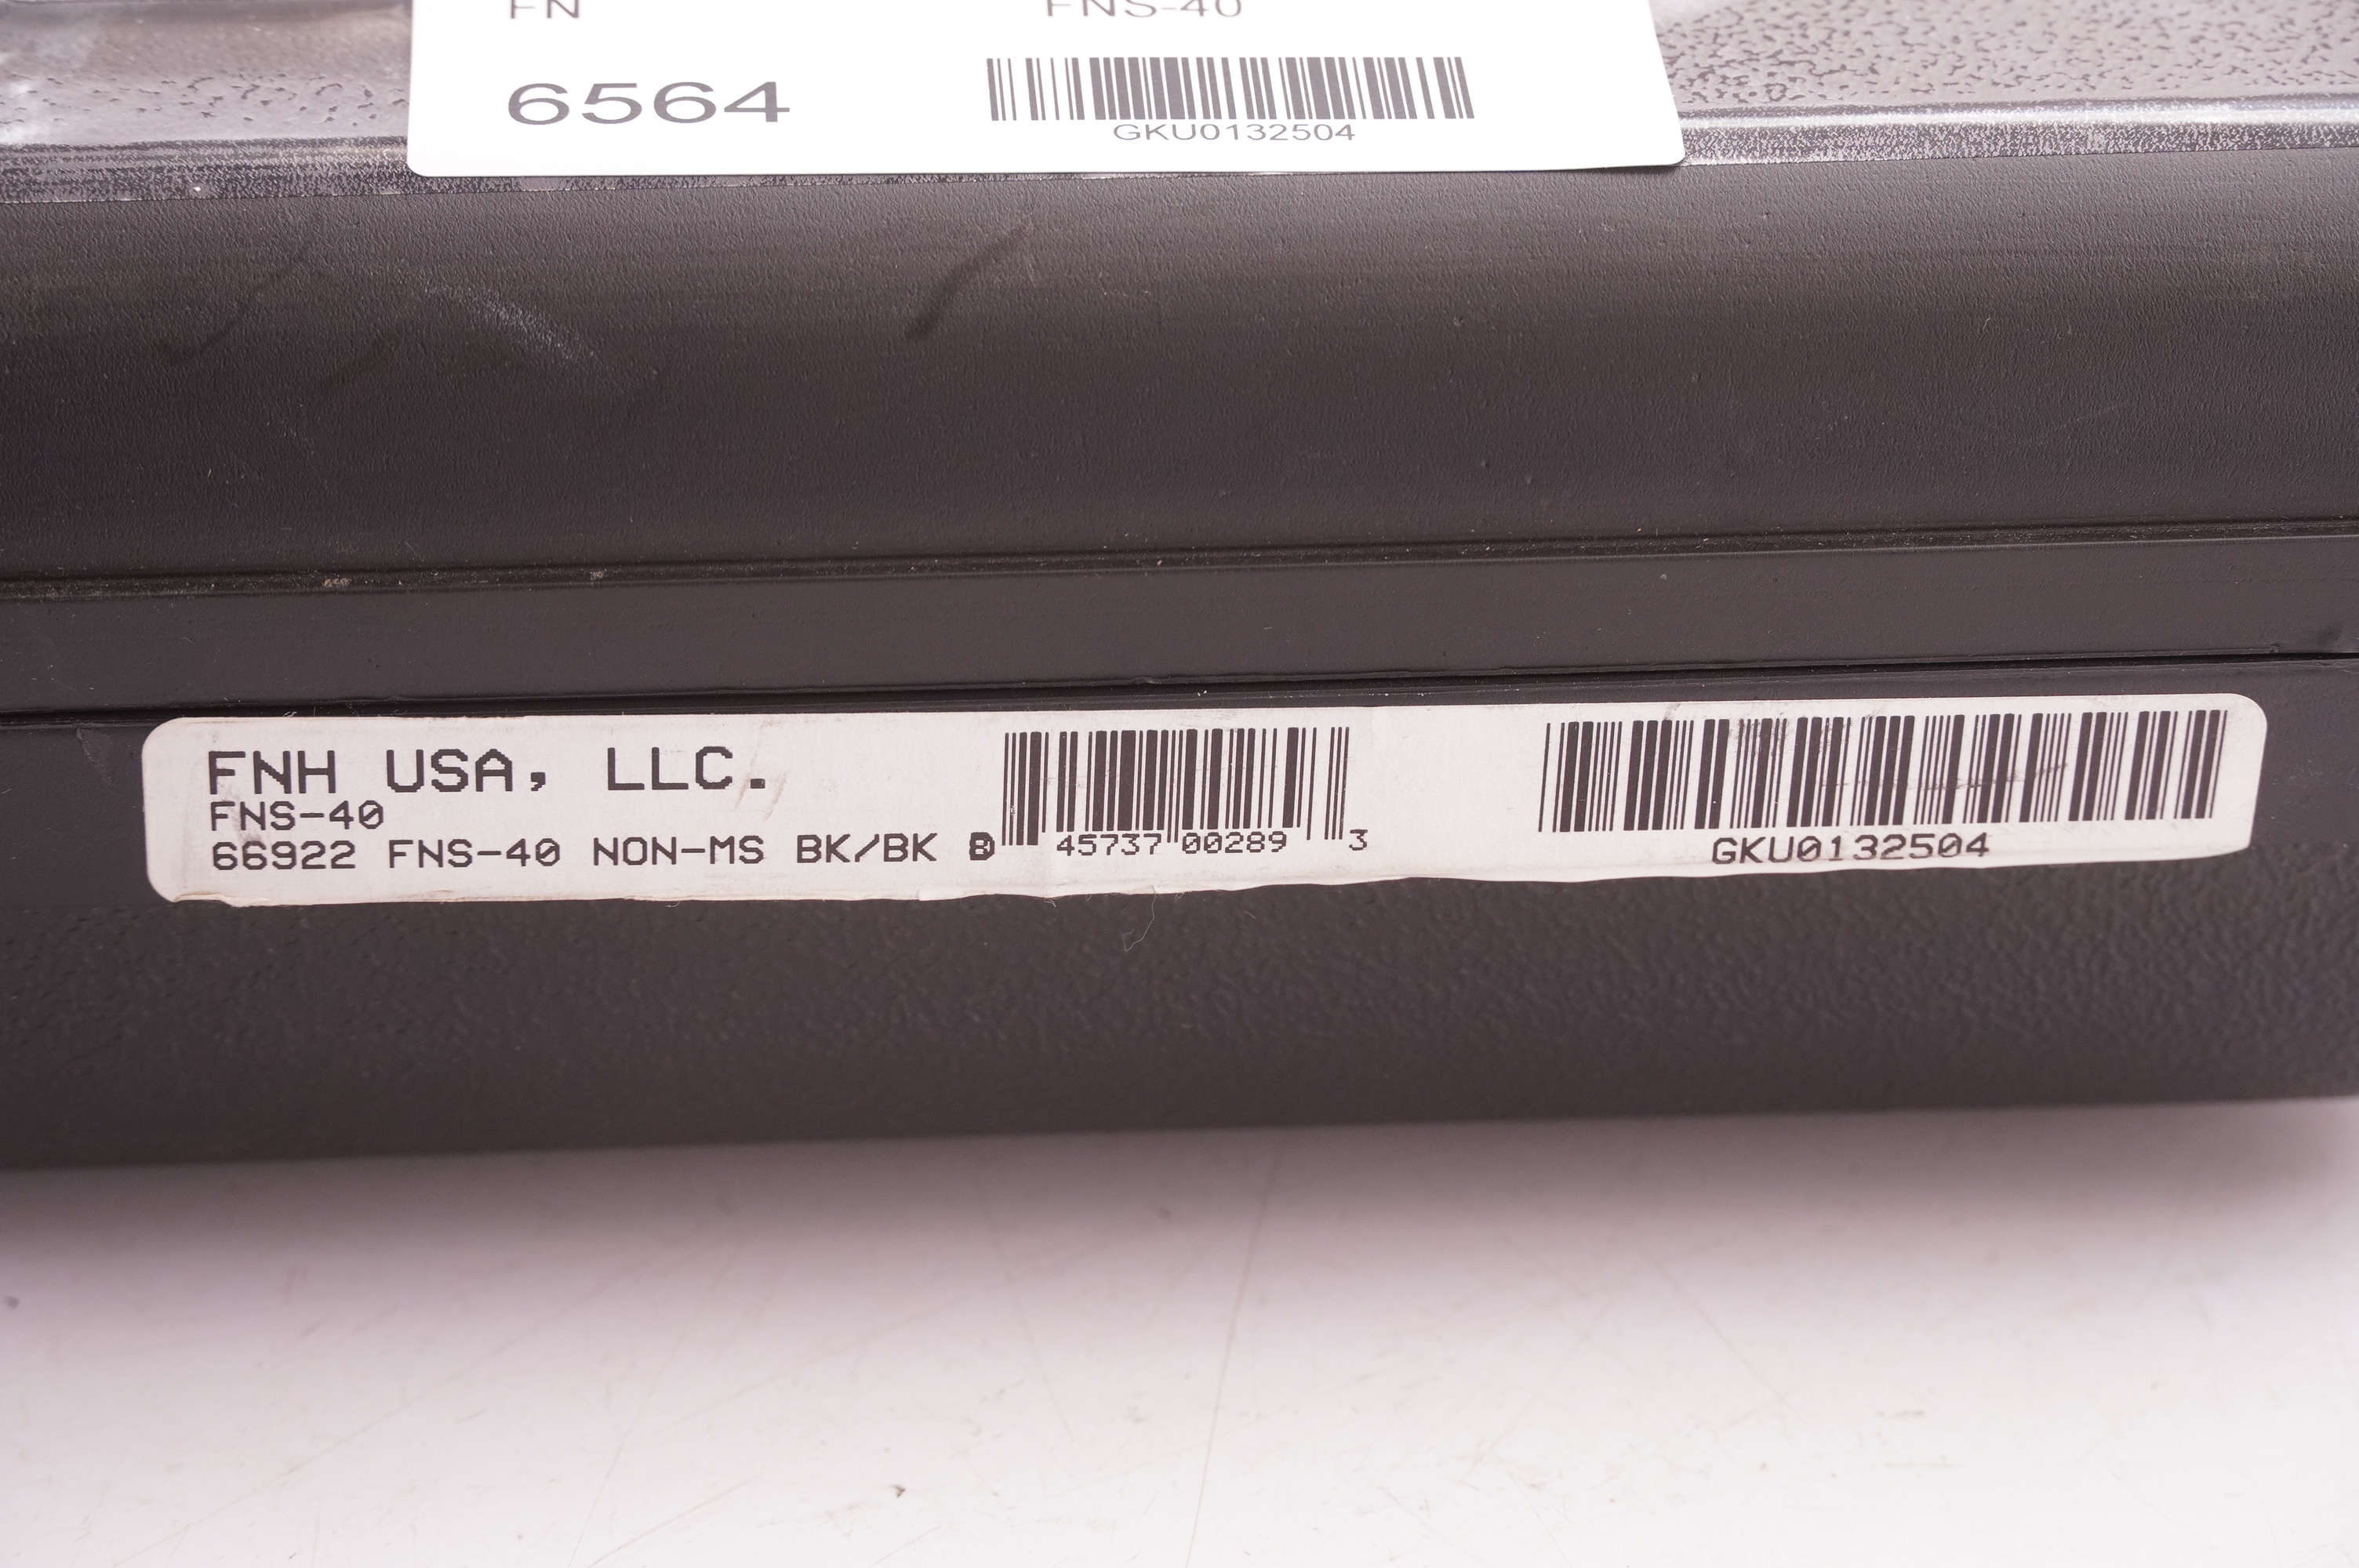 FN FNS-40
6564
GKU0132504
FNH USA, LLC.
FNS-40
66922 FNS-40 NON-MS BK/BK
45737 00289 3
GKU0132504